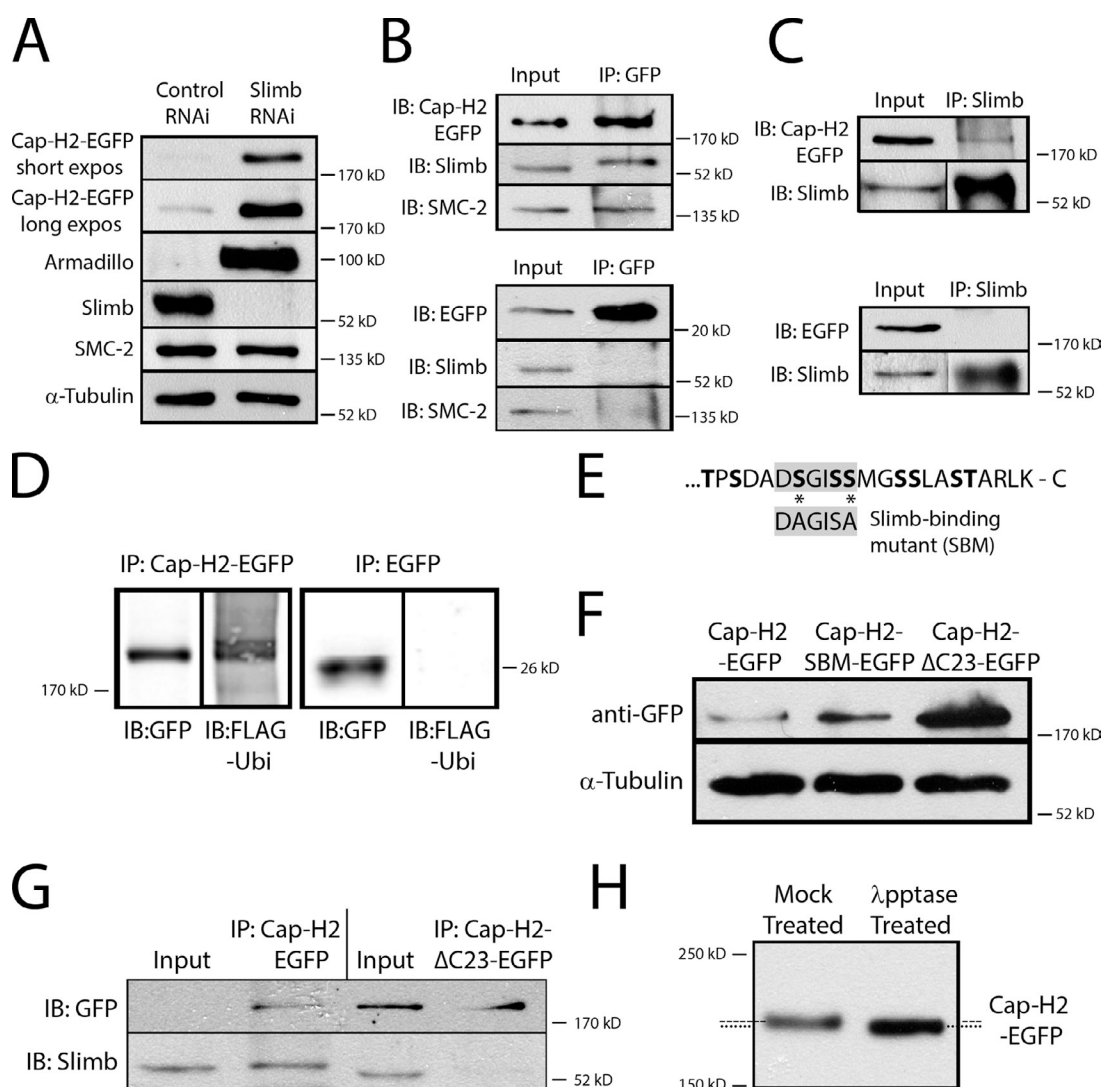 A
Control RNAi
Slimb RNAi
Cap-H2-EGFP short expos
170 kD
Cap-H2-EGFP long expos
170 kD
Armadillo
100 kD
Slimb
52 kD
SMC-2
135 kD
α-Tubulin
52 kD
B
Input IP: GFP
IB: Cap-H2 EGFP
170 kD
IB: Slimb
52 kD
IB: SMC-2
135 kD
Input IP: GFP
IB: EGFP
20 kD
IB: Slimb
52 kD
IB: SMC-2
135 kD
C
Input IP: Slimb
IB: Cap-H2 EGFP
170 kD
IB: Slimb
52 kD
Input IP: Slimb
IB: EGFP
170 kD
IB: Slimb
52 kD
D
IP: Cap-H2-EGFP
IP: EGFP
170 kD
26 kD
IB:GFP
IB:FLAG -Ubi
IB:GFP
IB:FLAG -Ubi
E
...TPSDADSGISSMGSSLASTARLK - C
* *
DAGISA
Slimb-binding mutant (SBM)
F
Cap-H2 -EGFP
Cap-H2- SBM-EGFP
Cap-H2- ΔC23-EGFP
anti-GFP
170 kD
α-Tubulin
52 kD
G
Input
IP: Cap-H2 EGFP
Input
IP: Cap-H2- ΔC23-EGFP
IB: GFP
170 kD
IB: Slimb
52 kD
H
Mock Treated
λpptase Treated
250 kD
Cap-H2 -EGFP
150 kD